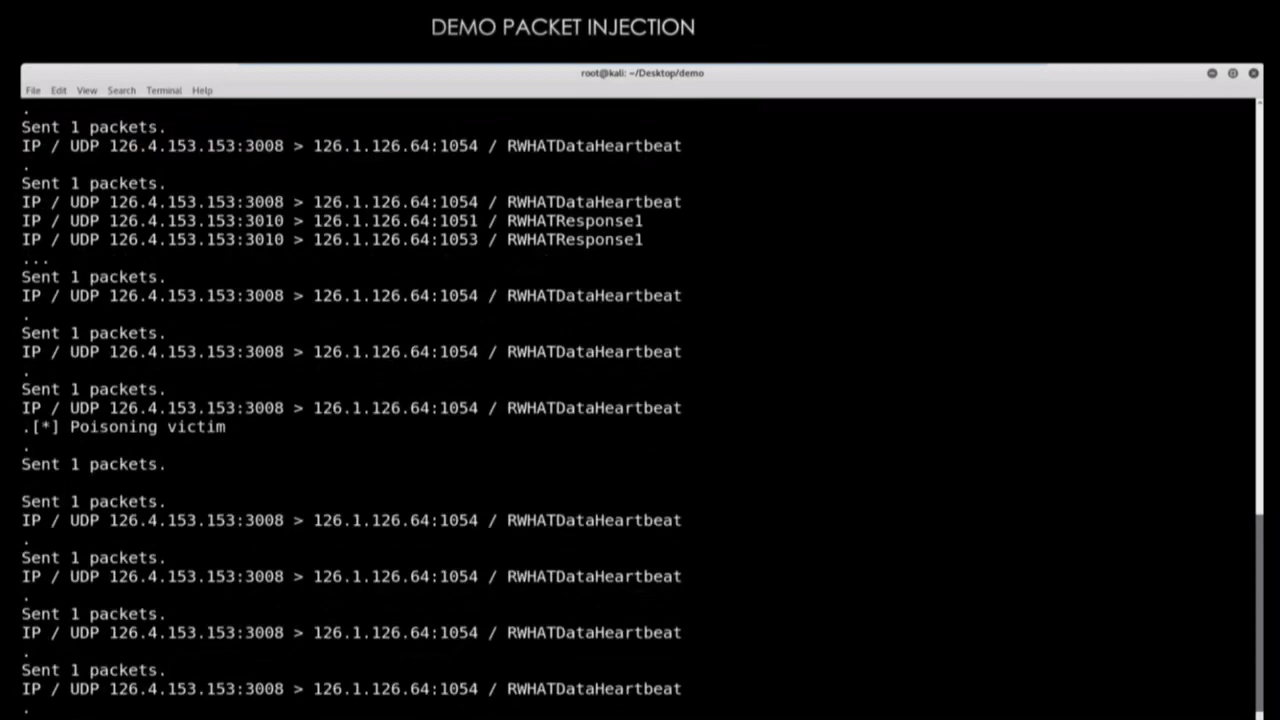 DEMO PACKET INJECTION
root@kali: ~/Desktop/demo
File Edit View Search Terminal Help
.
Sent 1 packets.
IP / UDP 126.4.153.153:3008 > 126.1.126.64:1054 / RWHATDataHeartbeat
.
Sent 1 packets.
IP / UDP 126.4.153.153:3008 > 126.1.126.64:1054 / RWHATDataHeartbeat
IP / UDP 126.4.153.153:3010 > 126.1.126.64:1051 / RWHATResponse1
IP / UDP 126.4.153.153:3010 > 126.1.126.64:1053 / RWHATResponse1
...
Sent 1 packets.
IP / UDP 126.4.153.153:3008 > 126.1.126.64:1054 / RWHATDataHeartbeat
.
Sent 1 packets.
IP / UDP 126.4.153.153:3008 > 126.1.126.64:1054 / RWHATDataHeartbeat
.
Sent 1 packets.
IP / UDP 126.4.153.153:3008 > 126.1.126.64:1054 / RWHATDataHeartbeat
.[*] Poisoning victim
.
Sent 1 packets.
Sent 1 packets.
IP / UDP 126.4.153.153:3008 > 126.1.126.64:1054 / RWHATDataHeartbeat
.
Sent 1 packets.
IP / UDP 126.4.153.153:3008 > 126.1.126.64:1054 / RWHATDataHeartbeat
.
Sent 1 packets.
IP / UDP 126.4.153.153:3008 > 126.1.126.64:1054 / RWHATDataHeartbeat
.
Sent 1 packets.
IP / UDP 126.4.153.153:3008 > 126.1.126.64:1054 / RWHATDataHeartbeat
.